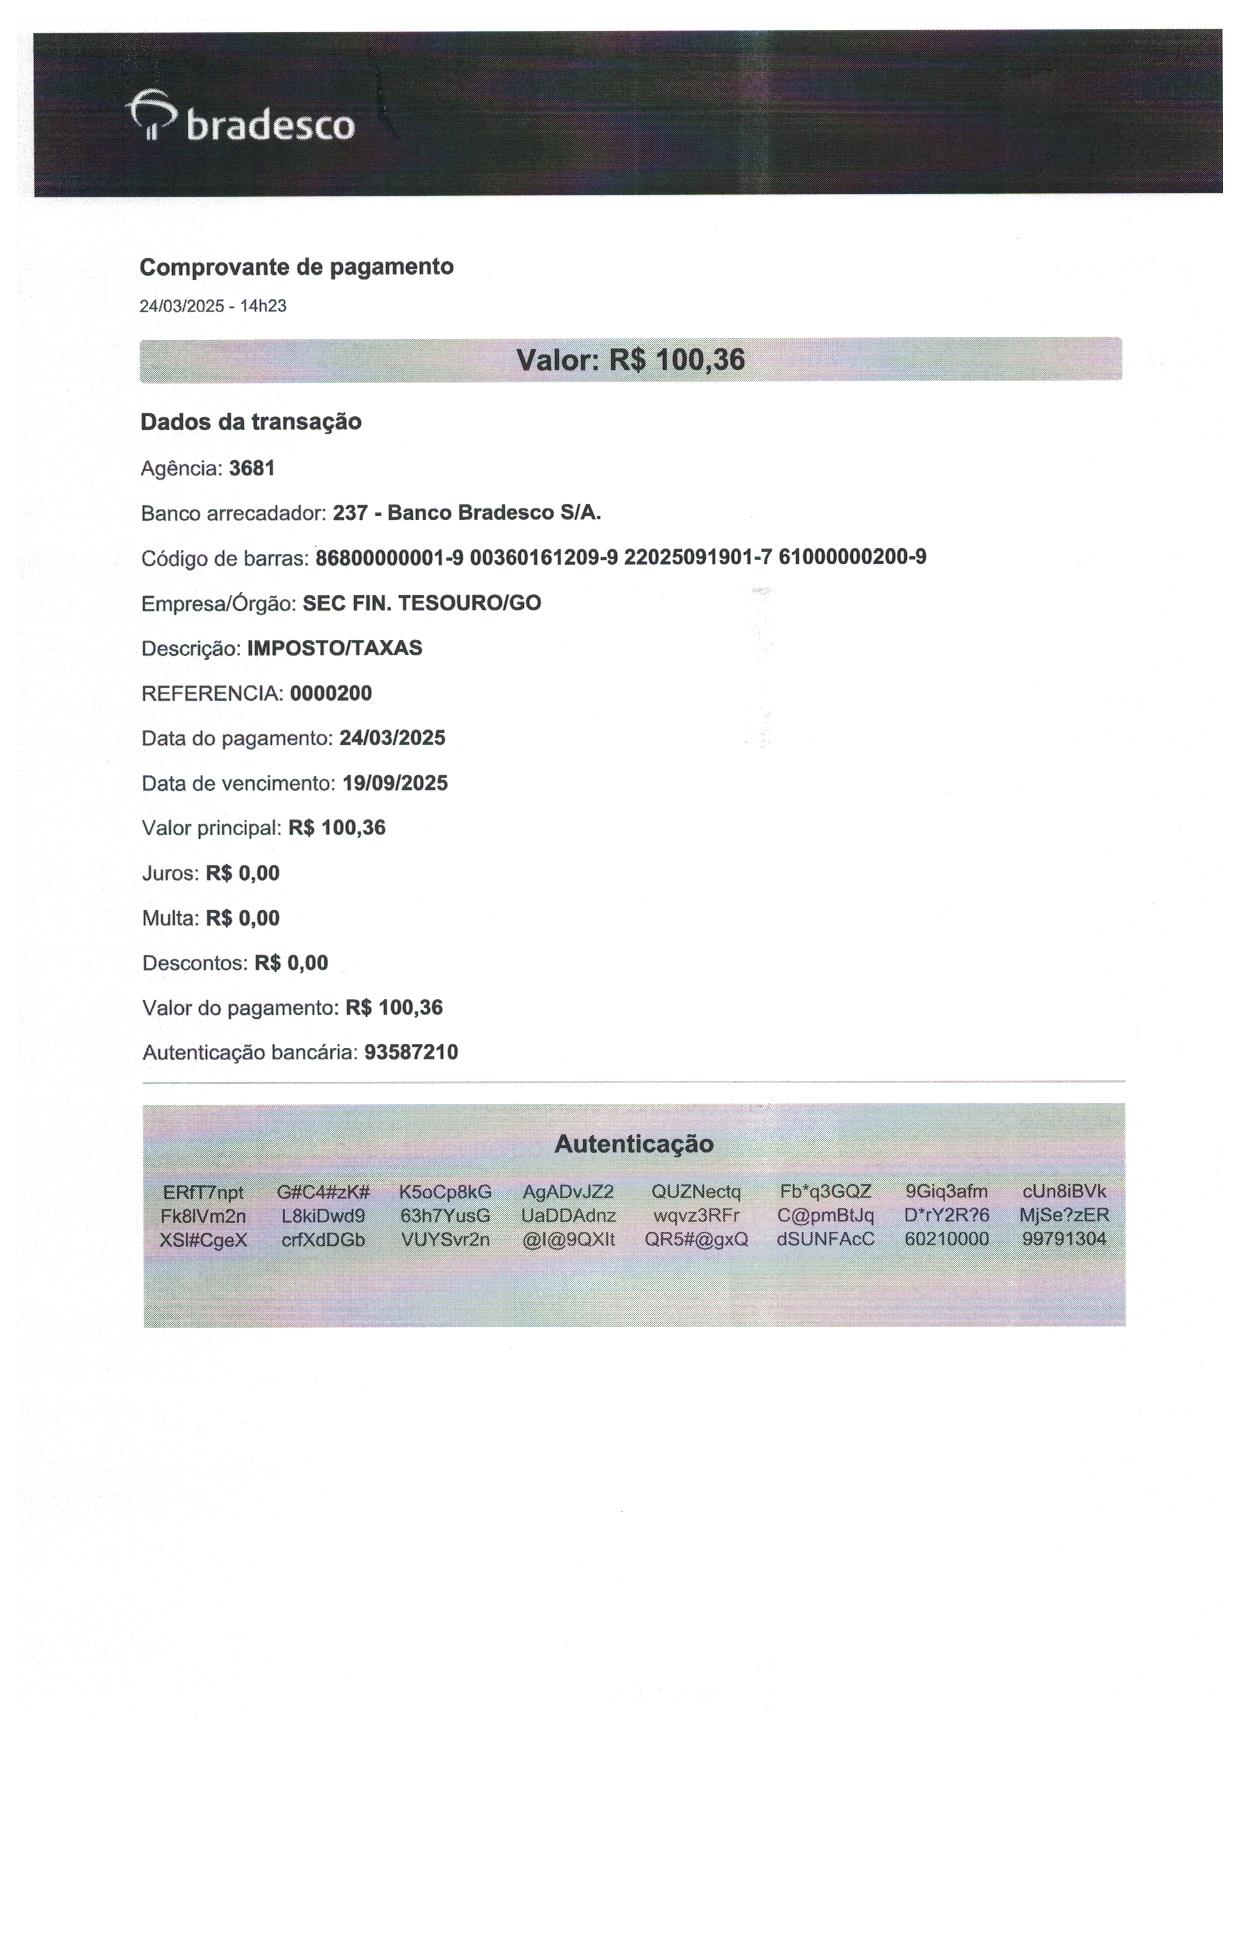 bradesco
Comprovante de pagamento
24/03/2025 - 14h23
Valor: R$ 100,36
Dados da transação
Agência: 3681
Banco arrecadador: 237 - Banco Bradesco S/A.
Código de barras: 86800000001-9 00360161209-9 22025091901-7 61000000200-9
Empresa/Órgão: SEC FIN. TESOURO/GO
Descrição: IMPOSTO/TAXAS
REFERENCIA: 0000200
Data do pagamento: 24/03/2025
Data de vencimento: 19/09/2025
Valor principal: R$ 100,36
Juros: R$ 0,00
Multa: R$ 0,00
Descontos: R$ 0,00
Valor do pagamento: R$ 100,36
Autenticação bancária: 93587210
Autenticação
ERfT7npt G#C4#zK# K5oCp8kG AgADvJZ2 QUZNectq Fb*q3GQZ 9Giq3afm cUn8iBVk
Fk8lVm2n L8kiDwd9 63h7YusG UaDDAdnz wqvz3RFr C@pmBtJq D*rY2R?6 MjSe?zER
XSl#CgeX crfXdDGb VUYSvr2n @l@9QXlt QR5#@gxQ dSUNFAcC 60210000 99791304